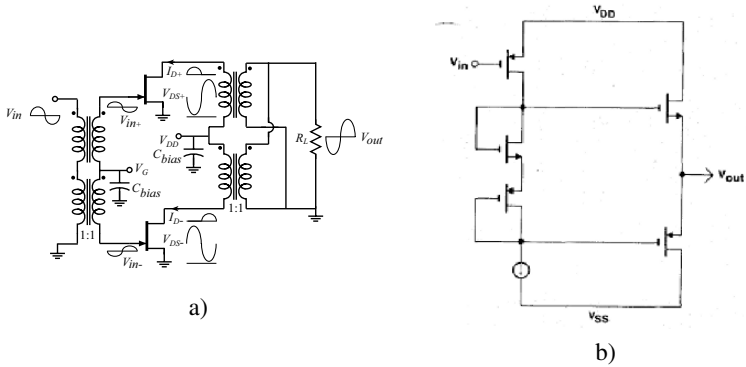 V_in
V_in+
I_D+
V_DS+
V_DD
C_bias
V_G
C_bias
1:1
R_L
V_out
1:1
I_D-
V_DS-
V_in-
a)
V_DD
V_in
V_out
V_SS
b)